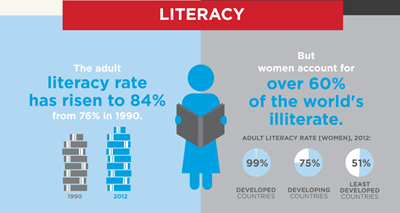 LITERACY
The adult
literacy rate
has risen to 84%
from 76% in 1990.
1990
2012
But
women account for
over 60%
of the world's
illiterate.
ADULT LITERACY RATE (WOMEN), 2012:
99%
75%
51%
DEVELOPED
COUNTRIES
DEVELOPING
COUNTRIES
LEAST
DEVELOPED
COUNTRIES